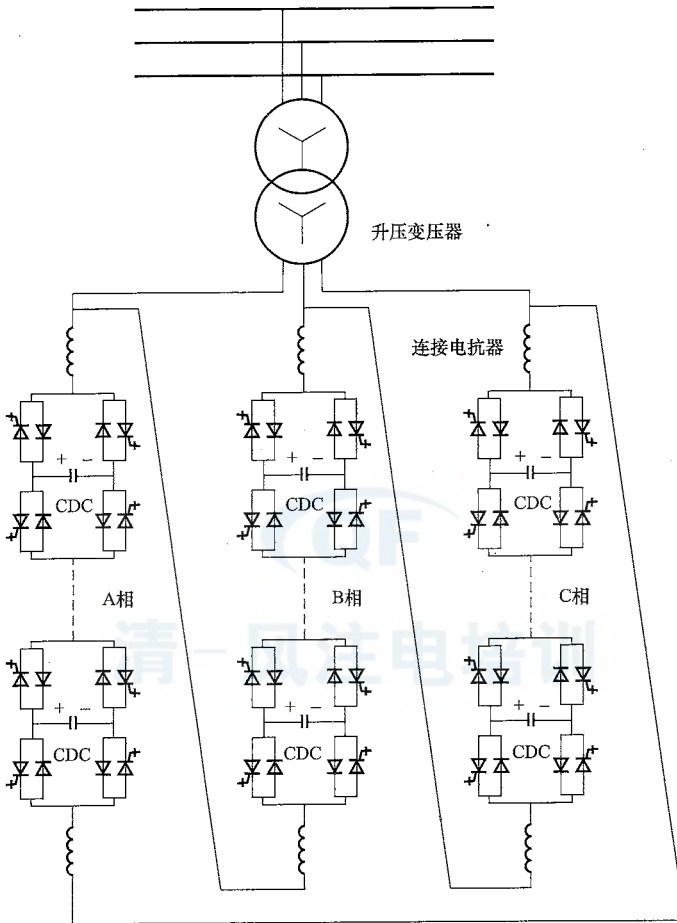 升压变压器
连接电抗器
+ − + − + −
CDC CDC CDC
A相 B相 C相
QF
清一风注电培训
+ − + − + −
CDC CDC CDC